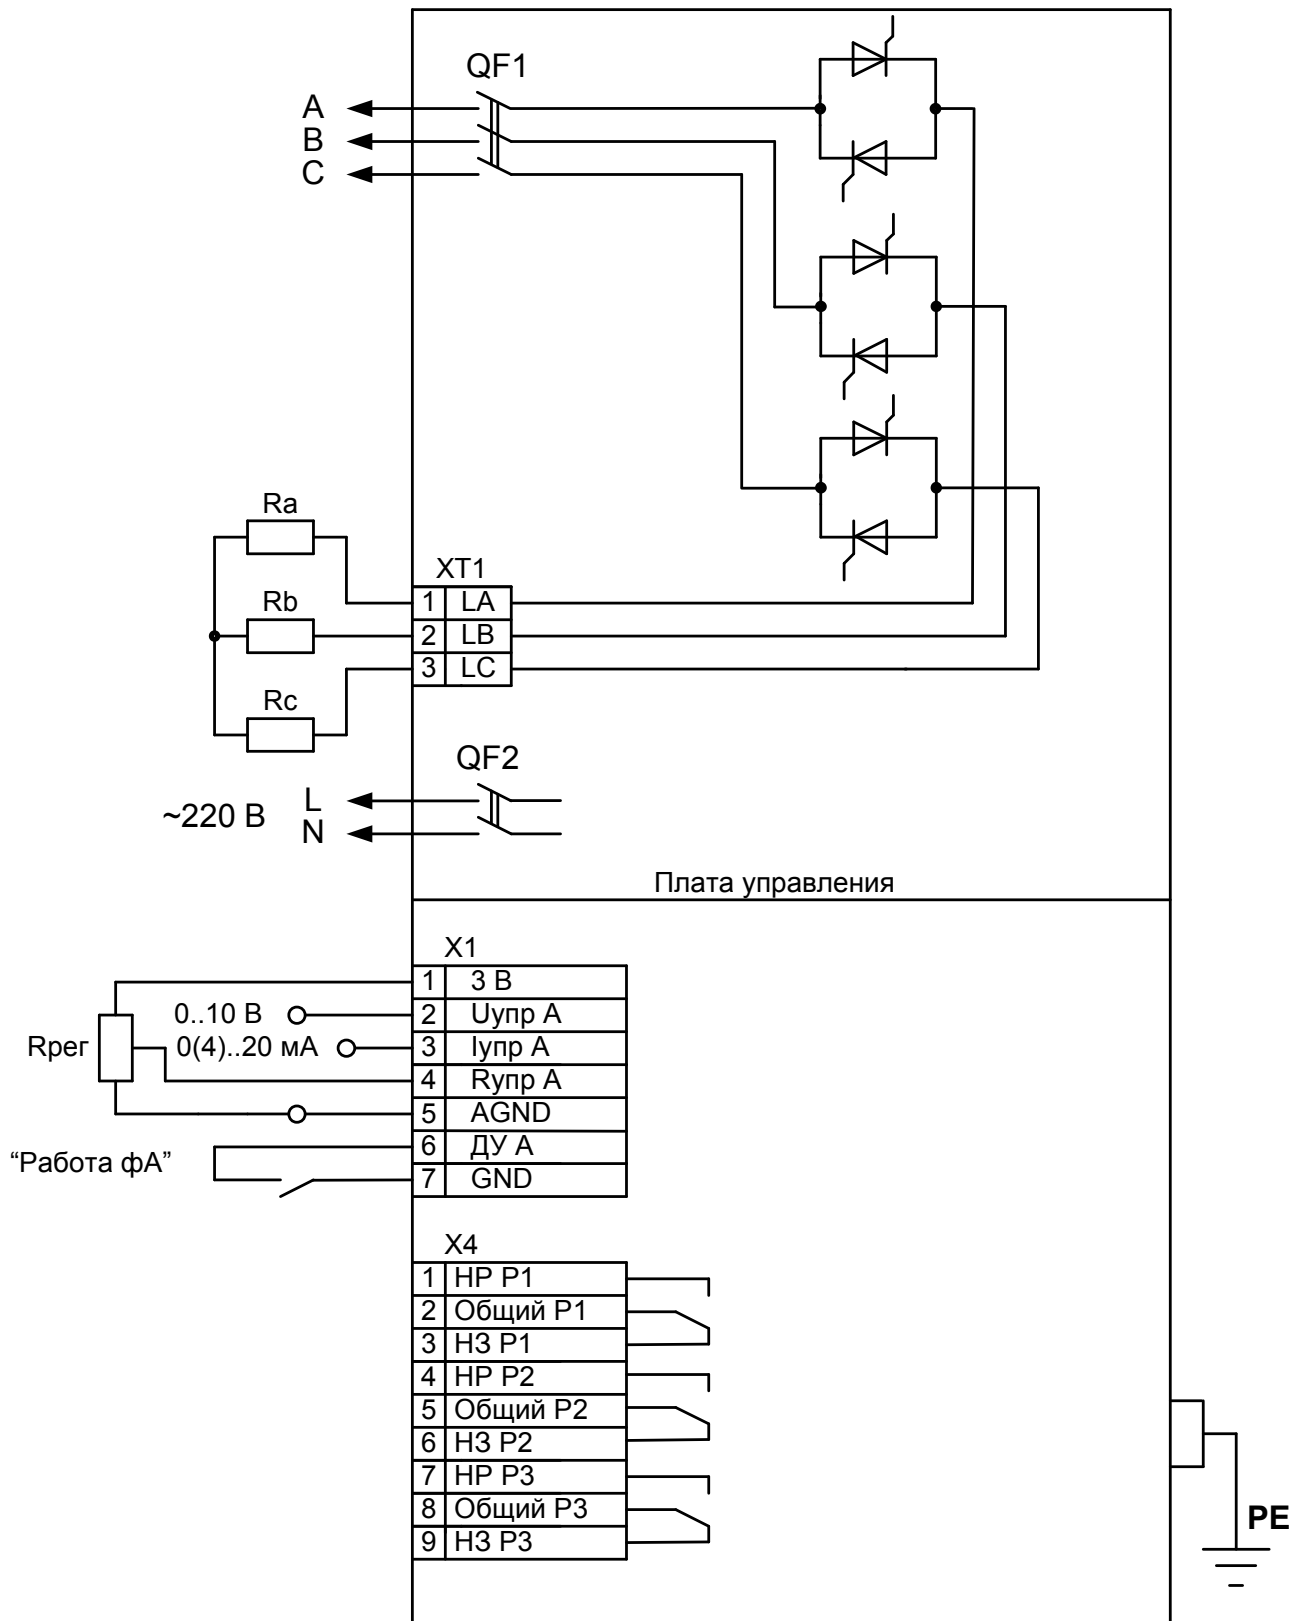 QF1
A
B
C
Ra
XT1
1 LA
Rb
2 LB
3 LC
Rc
QF2
~220 В
L
N
Плата управления
X1
1 3 В
0..10 В
2 Uупр А
Rрег
0(4)..20 мА
3 Iупр А
4 Rупр А
5 AGND
6 ДУ А
“Работа фА”
7 GND
X4
1 НР Р1
2 Общий Р1
3 НЗ Р1
4 НР Р2
5 Общий Р2
6 НЗ Р2
7 НР Р3
8 Общий Р3
9 НЗ Р3
PE